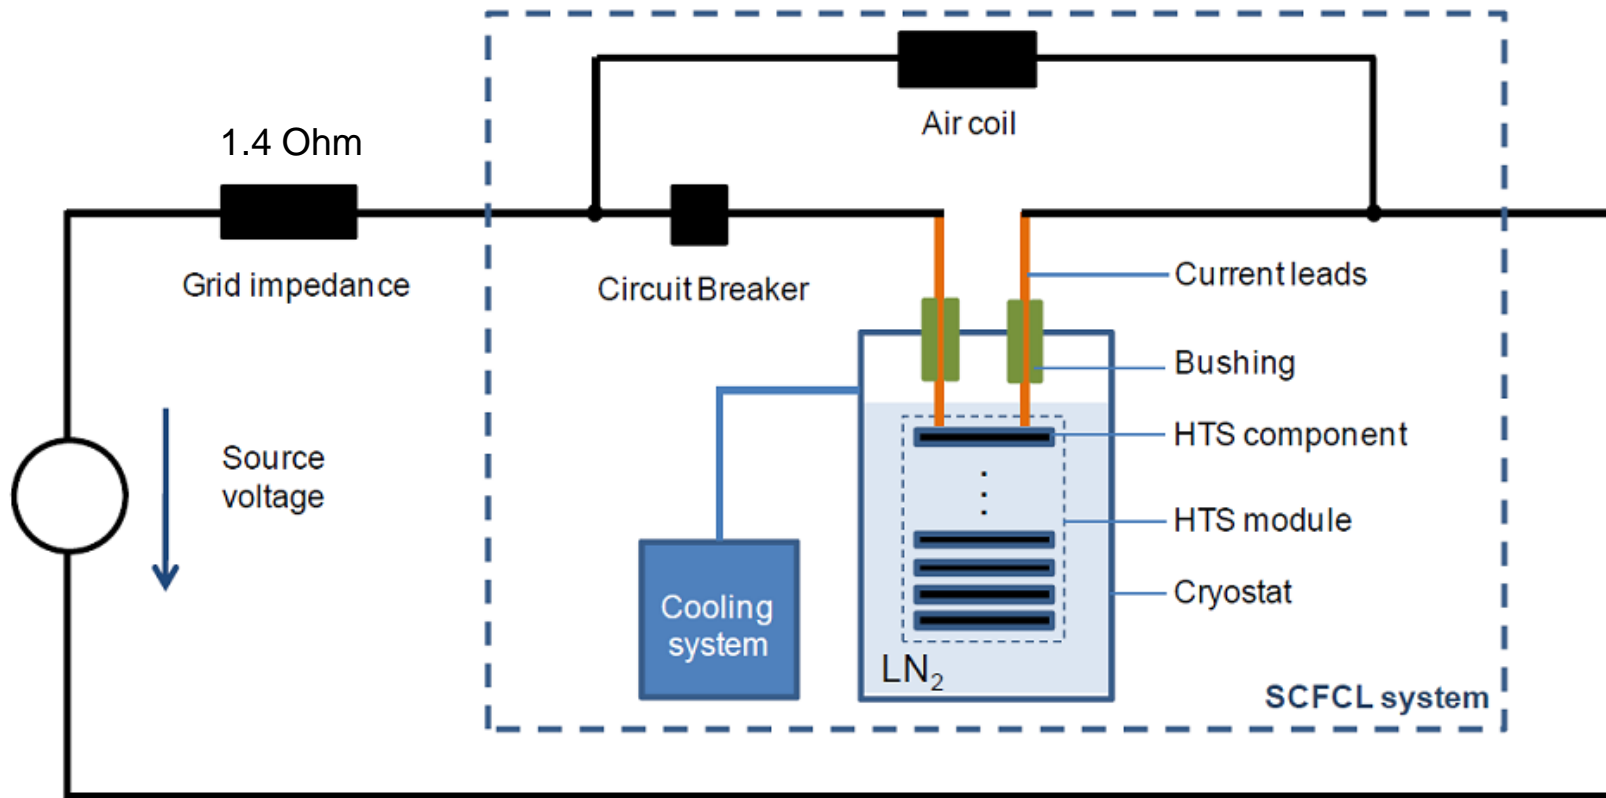 1.4 Ohm
Air coil
Grid impedance
Circuit Breaker
Current leads
Bushing
Source
voltage
HTS component
HTS module
Cryostat
Cooling
system
LN₂
SCFCL system